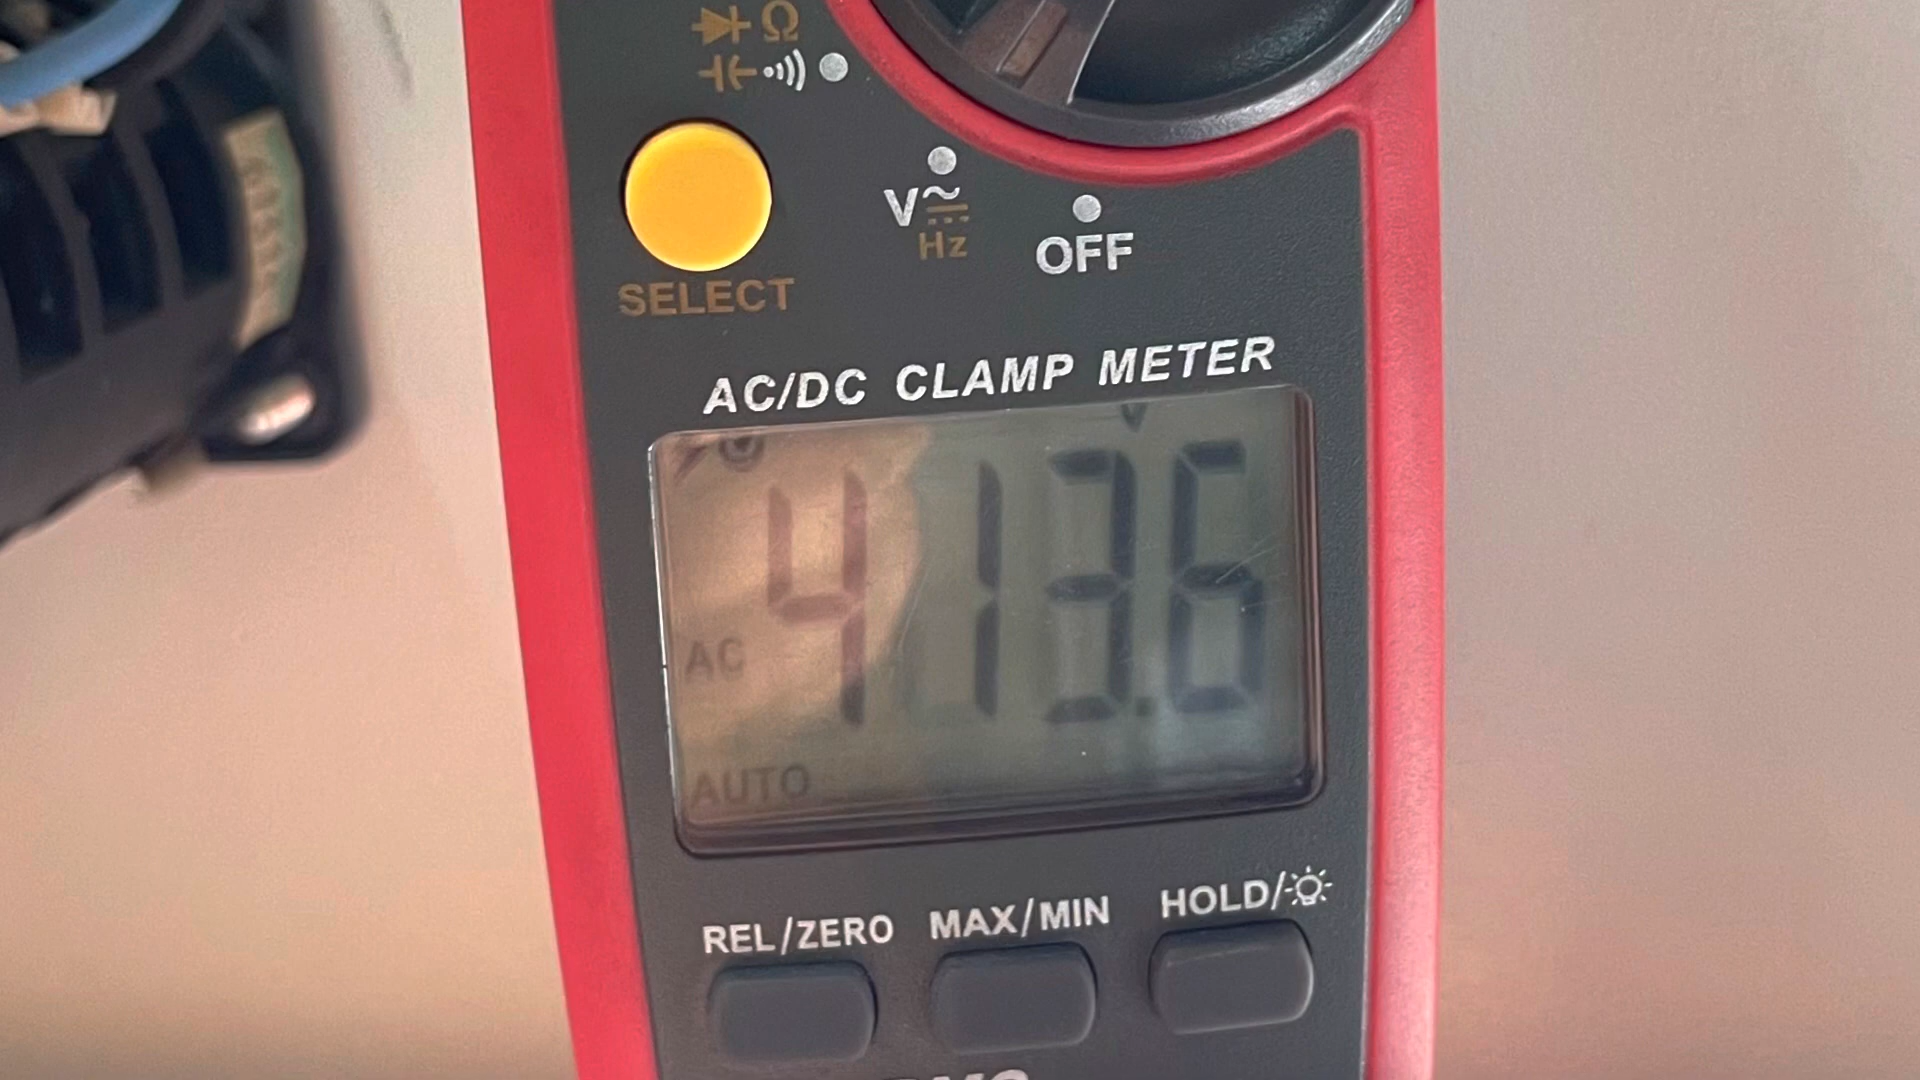 Ω
V
Hz
OFF
SELECT
AC/DC CLAMP METER
V
413.6
AC
AUTO
REL/ZERO MAX/MIN HOLD/